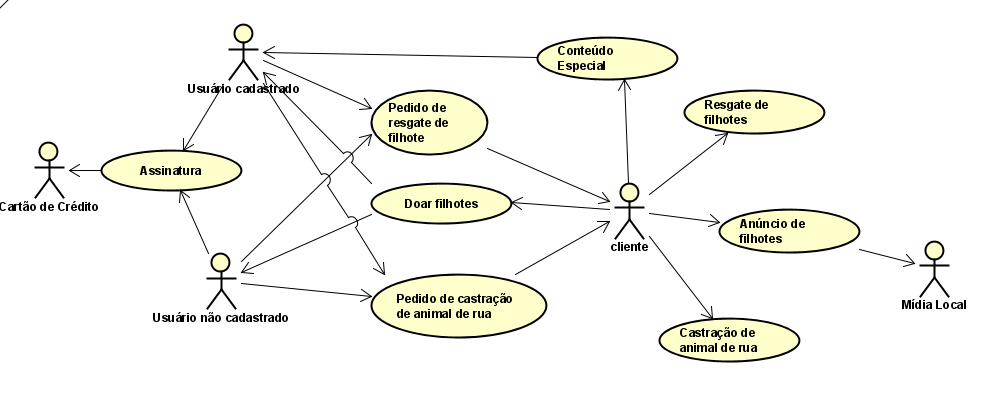 Usuário cadastrado
Conteúdo
Especial
Pedido de
resgate de
filhote
Resgate de
filhotes
Assinatura
Cartão de Crédito
Doar filhotes
cliente
Anúncio de
filhotes
Mídia Local
Usuário não cadastrado
Pedido de castração
de animal de rua
Castração de
animal de rua